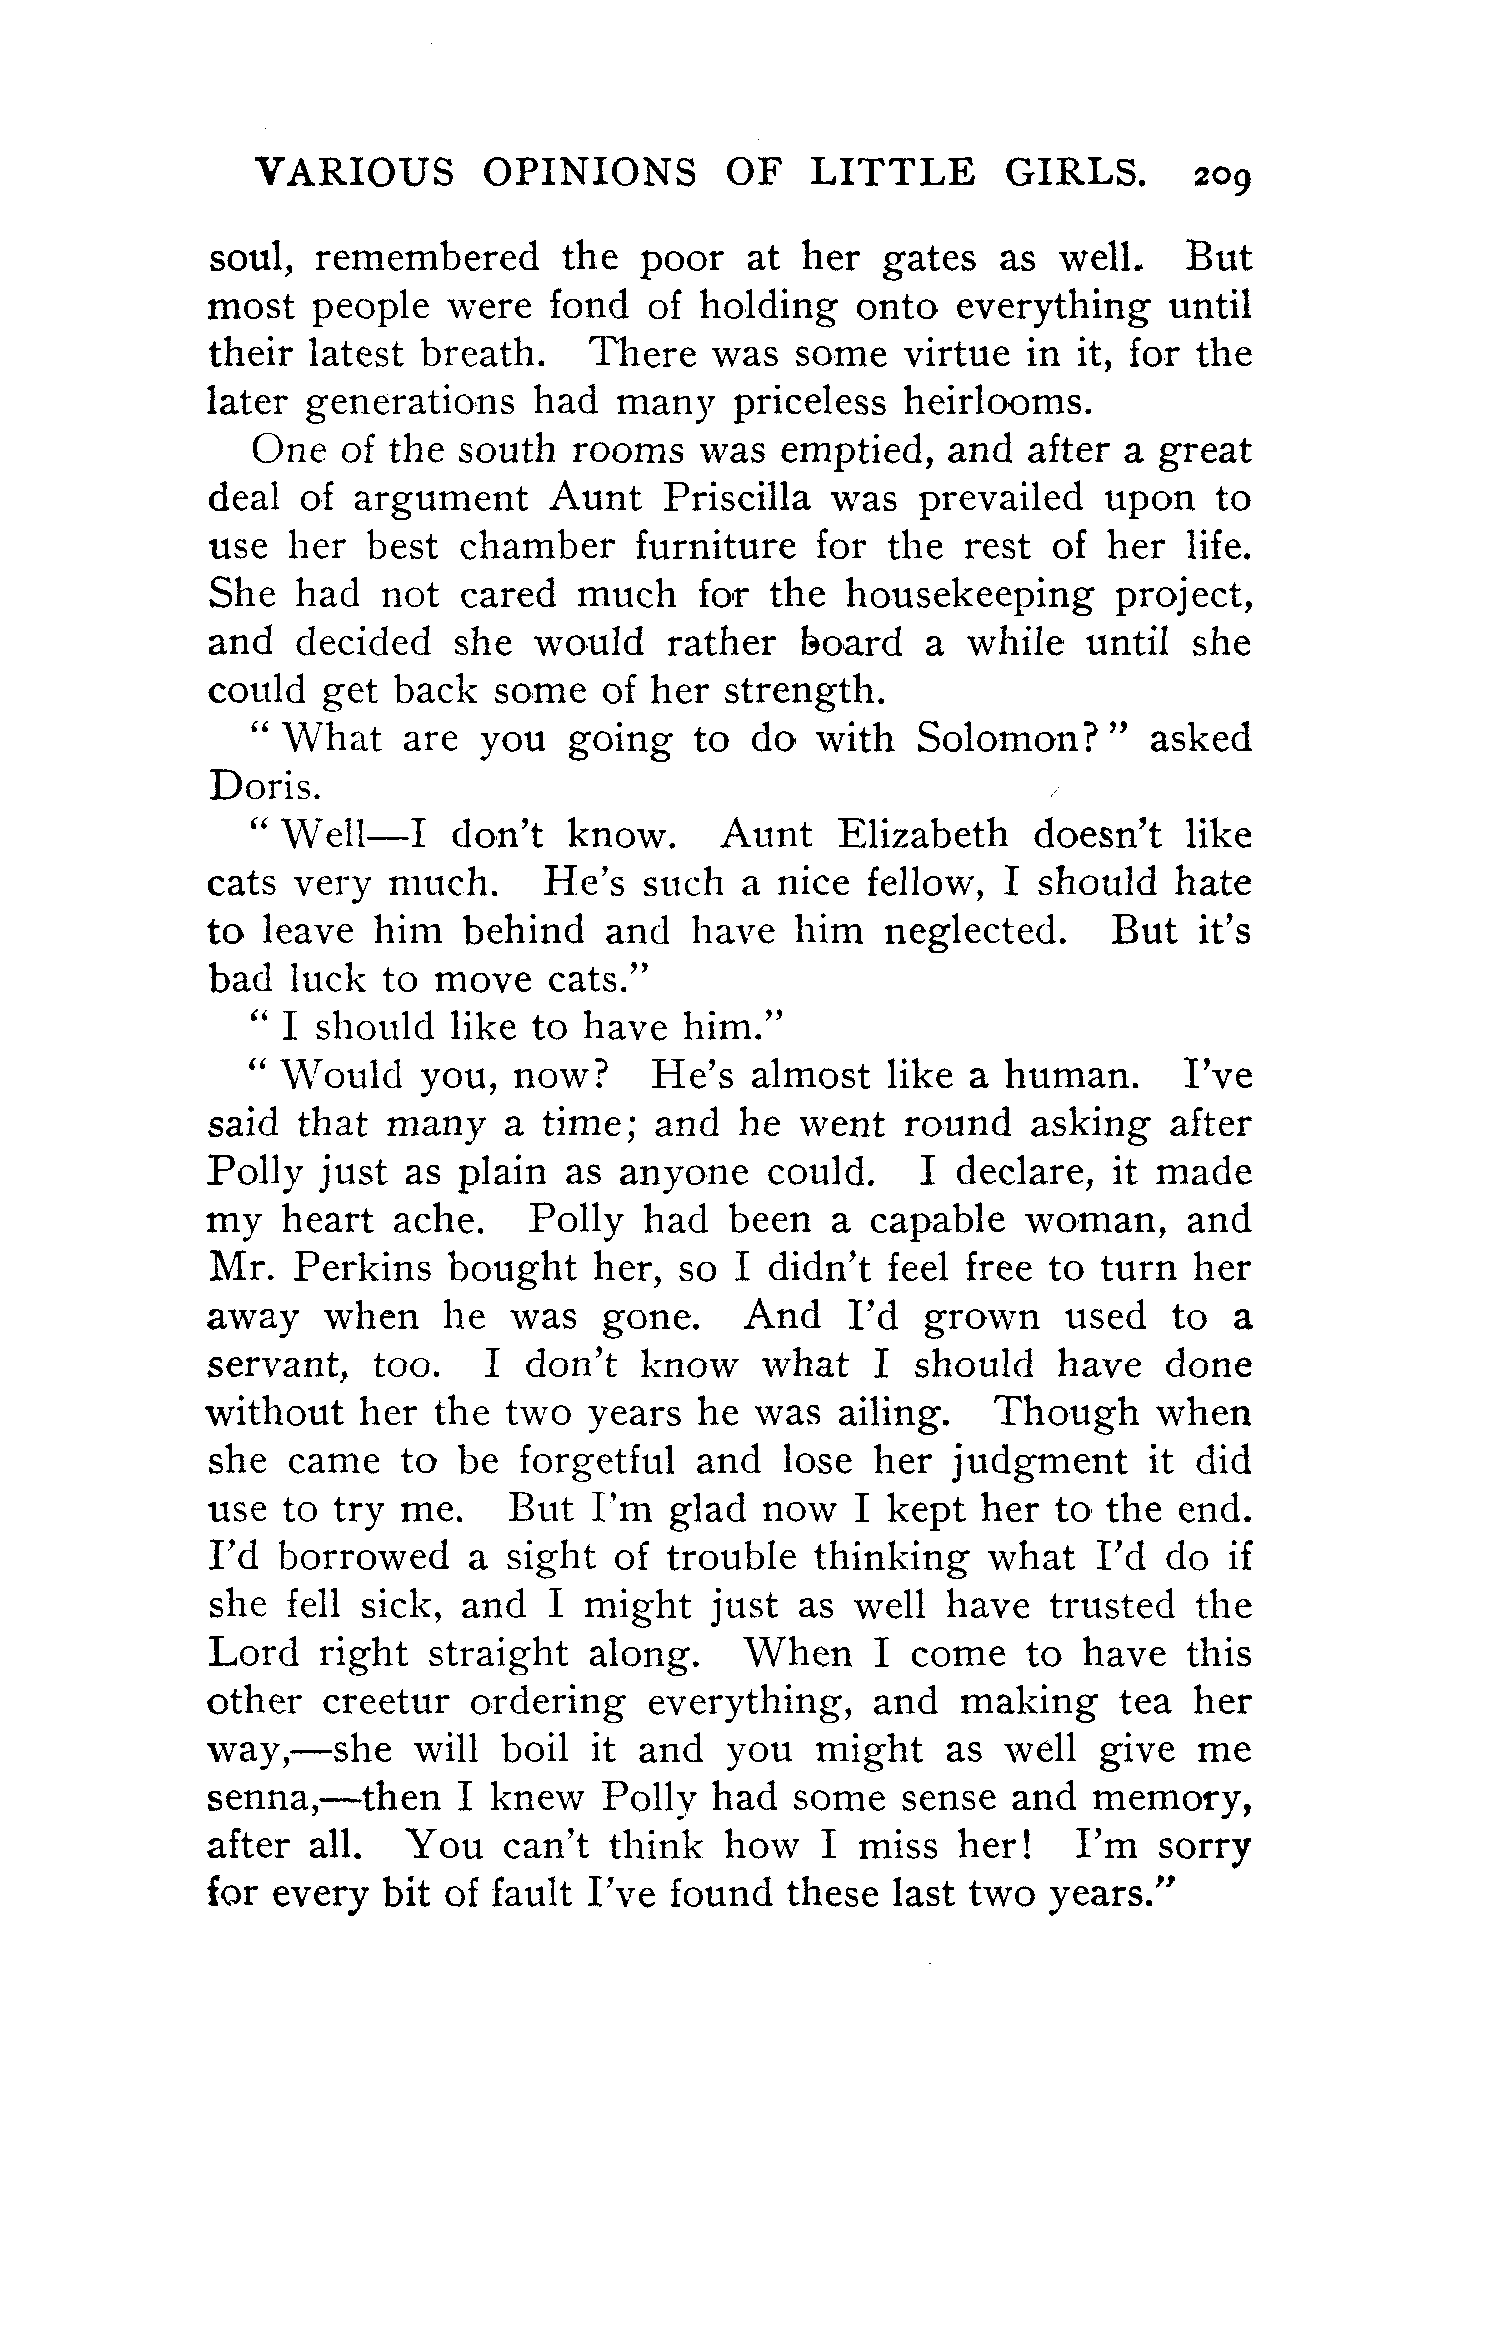 VARIOUS OPINIONS OF LITTLE GIRLS. 209
soul, remembered the poor at her gates as well. But
most people were fond of holding onto everything until
their latest breath. There was some virtue in it, for the
later generations had many priceless heirlooms.
One of the south rooms was emptied, and after a great
deal of argument Aunt Priscilla was prevailed upon to
use her best chamber furniture for the rest of her life.
She had not cared much for the housekeeping project,
and decided she would rather board a while until she
could get back some of her strength.
“ What are you going to do with Solomon? ” asked
Doris.
“ Well—I don’t know. Aunt Elizabeth doesn’t like
cats very much. He’s such a nice fellow, I should hate
to leave him behind and have him neglected. But it’s
bad luck to move cats.”
“ I should like to have him.”
“ Would you, now? He’s almost like a human. I’ve
said that many a time; and he went round asking after
Polly just as plain as anyone could. I declare, it made
my heart ache. Polly had been a capable woman, and
Mr. Perkins bought her, so I didn’t feel free to turn her
away when he was gone. And I’d grown used to a
servant, too. I don’t know what I should have done
without her the two years he was ailing. Though when
she came to be forgetful and lose her judgment it did
use to try me. But I’m glad now I kept her to the end.
I’d borrowed a sight of trouble thinking what I’d do if
she fell sick, and I might just as well have trusted the
Lord right straight along. When I come to have this
other creetur ordering everything, and making tea her
way,—she will boil it and you might as well give me
senna,—then I knew Polly had some sense and memory,
after all. You can’t think how I miss her! I’m sorry
for every bit of fault I’ve found these last two years.”